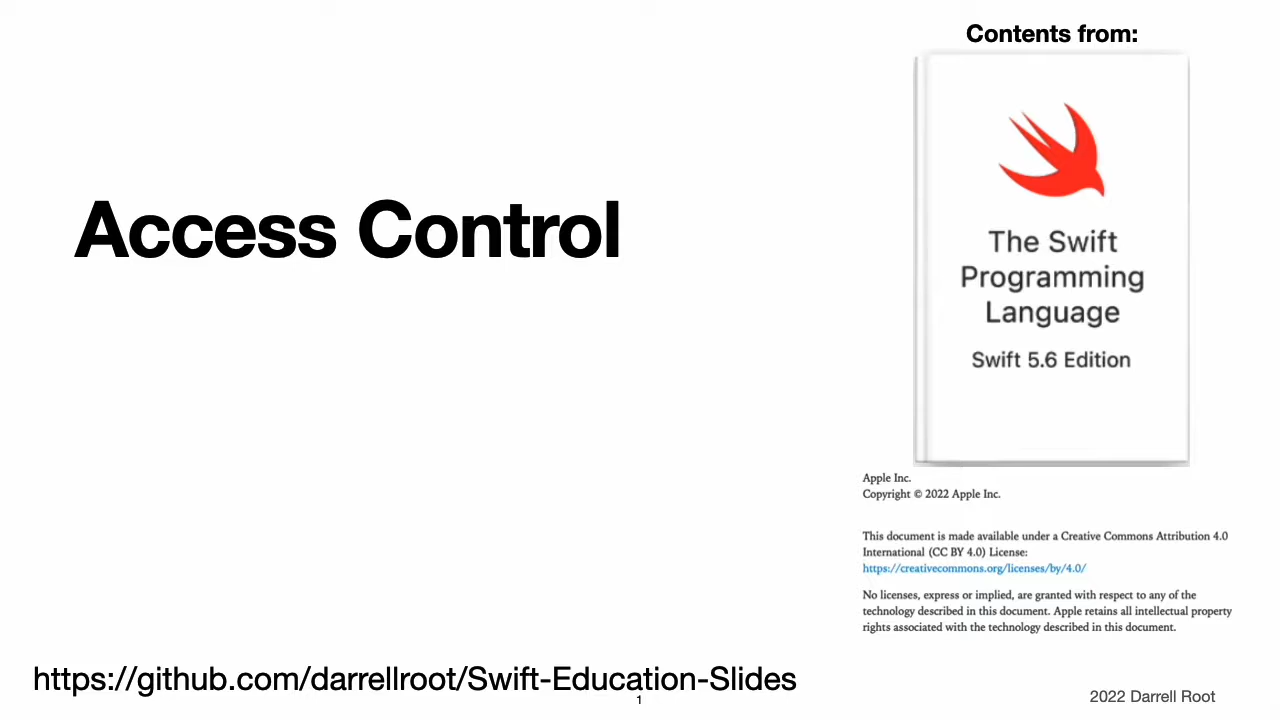 Contents from:
Access Control
The Swift
Programming
Language
Swift 5.6 Edition
Apple Inc.
Copyright © 2022 Apple Inc.
This document is made available under a Creative Commons Attribution 4.0
International (CC BY 4.0) License:
https://creativecommons.org/licenses/by/4.0/
No licenses, express or implied, are granted with respect to any of the
technology described in this document. Apple retains all intellectual property
rights associated with the technology described in this document.
https://github.com/darrellroot/Swift-Education-Slides
1
2022 Darrell Root